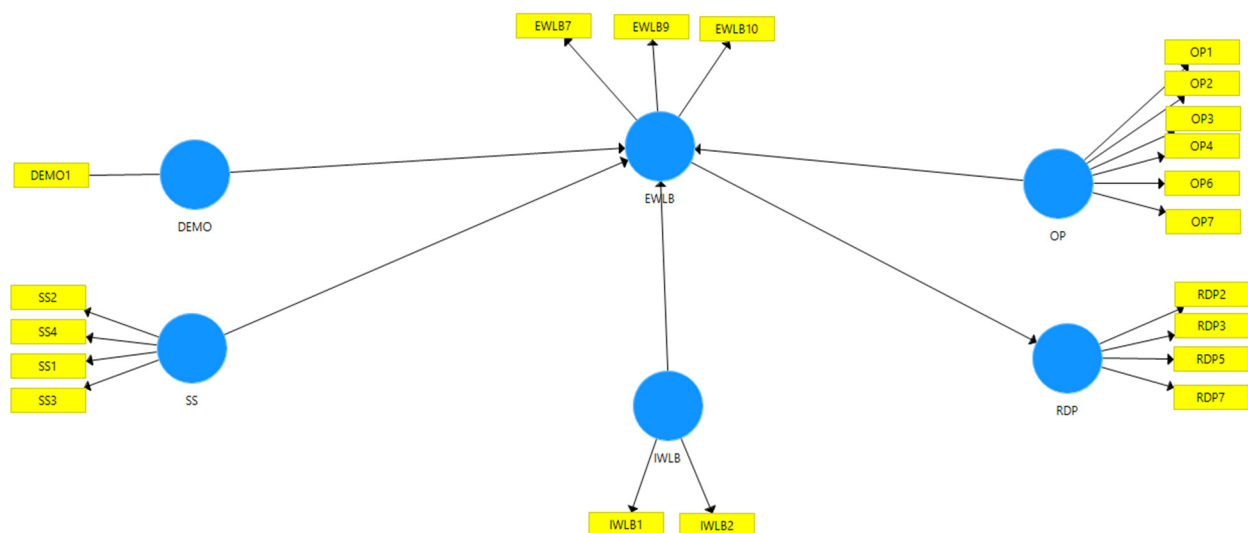 EWLB7
EWLB9
EWLB10
OP1
OP2
OP3
OP4
OP6
OP7
DEMO1
DEMO
EWLB
OP
SS2
SS4
SS1
SS3
SS
RDP2
RDP3
RDP5
RDP7
RDP
IWLB
IWLB1
IWLB2